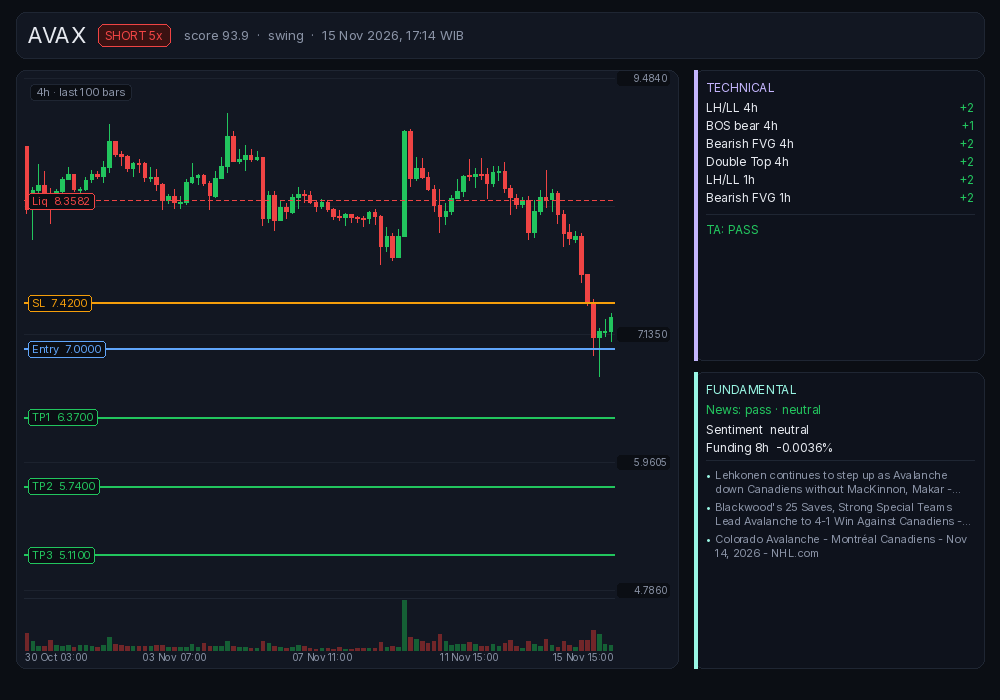 AVAX SHORT 5x score 93.9 · swing · 15 Nov 2026, 17:14 WIB
4h · last 100 bars
9.4840
Liq 8.3582
SL 7.4200
7.1350
Entry 7.0000
TP1 6.3700
5.9605
TP2 5.7400
TP3 5.1100
4.7860
30 Oct 03:00 03 Nov 07:00 07 Nov 11:00 11 Nov 15:00 15 Nov 15:00
TECHNICAL
LH/LL 4h +2
BOS bear 4h +1
Bearish FVG 4h +2
Double Top 4h +2
LH/LL 1h +2
Bearish FVG 1h +2
TA: PASS
FUNDAMENTAL
News: pass · neutral
Sentiment neutral
Funding 8h -0.0036%
• Lehkonen continues to step up as Avalanche
down Canadiens without MacKinnon, Makar -...
• Blackwood's 25 Saves, Strong Special Teams
Lead Avalanche to 4-1 Win Against Canadiens -...
• Colorado Avalanche - Montréal Canadiens - Nov
14, 2026 - NHL.com